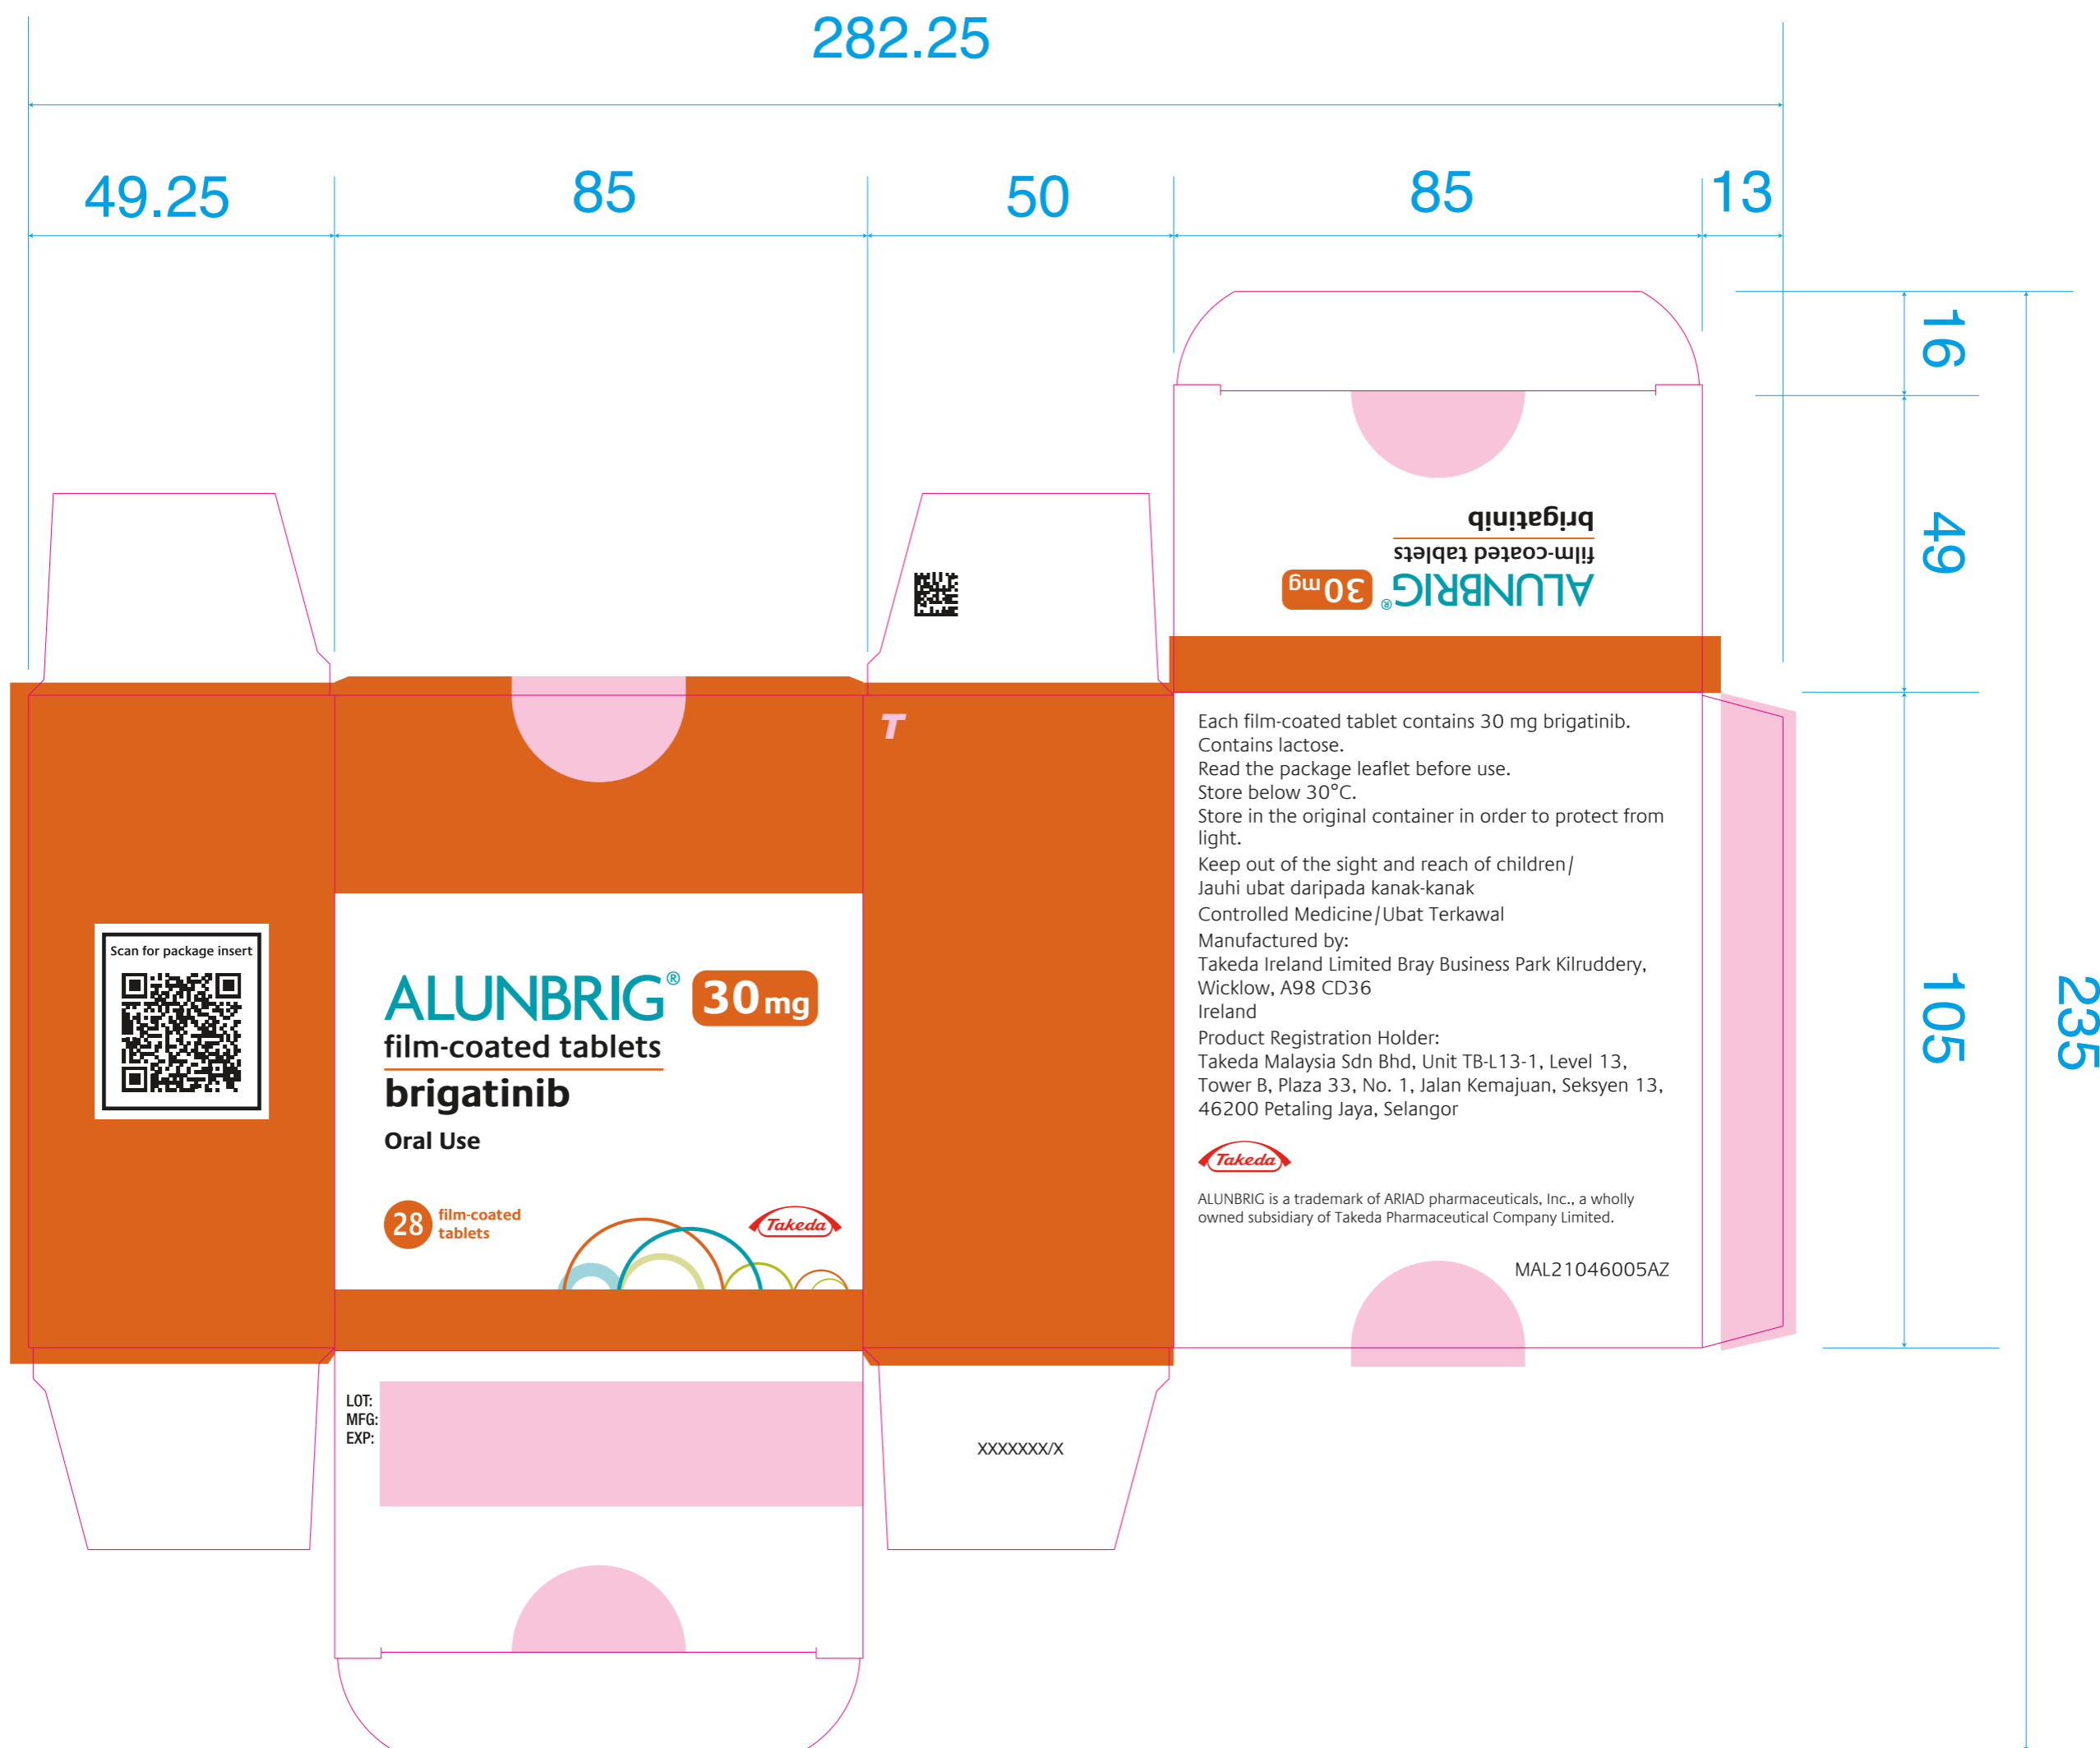 282.25
49.25
85
50
85
13
16
49
105
235
brigatinib
film-coated tablets
ALUNBRIG® 30 mg
T
Scan for package insert
ALUNBRIG® 30 mg
film-coated tablets
brigatinib
Oral Use
28 film-coated
tablets
Takeda
Each film-coated tablet contains 30 mg brigatinib.
Contains lactose.
Read the package leaflet before use.
Store below 30°C.
Store in the original container in order to protect from
light.
Keep out of the sight and reach of children/
Jauhi ubat daripada kanak-kanak
Controlled Medicine/Ubat Terkawal
Manufactured by:
Takeda Ireland Limited Bray Business Park Kilruddery,
Wicklow, A98 CD36
Ireland
Product Registration Holder:
Takeda Malaysia Sdn Bhd, Unit TB-L13-1, Level 13,
Tower B, Plaza 33, No. 1, Jalan Kemajuan, Seksyen 13,
46200 Petaling Jaya, Selangor
Takeda
ALUNBRIG is a trademark of ARIAD pharmaceuticals, Inc., a wholly
owned subsidiary of Takeda Pharmaceutical Company Limited.
MAL21046005AZ
LOT:
MFG:
EXP:
XXXXXXX/X